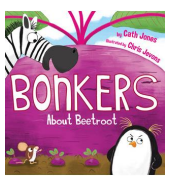 by Cath Jones
Illustrated by Chris Jevons
BONKERS
About Beetroot